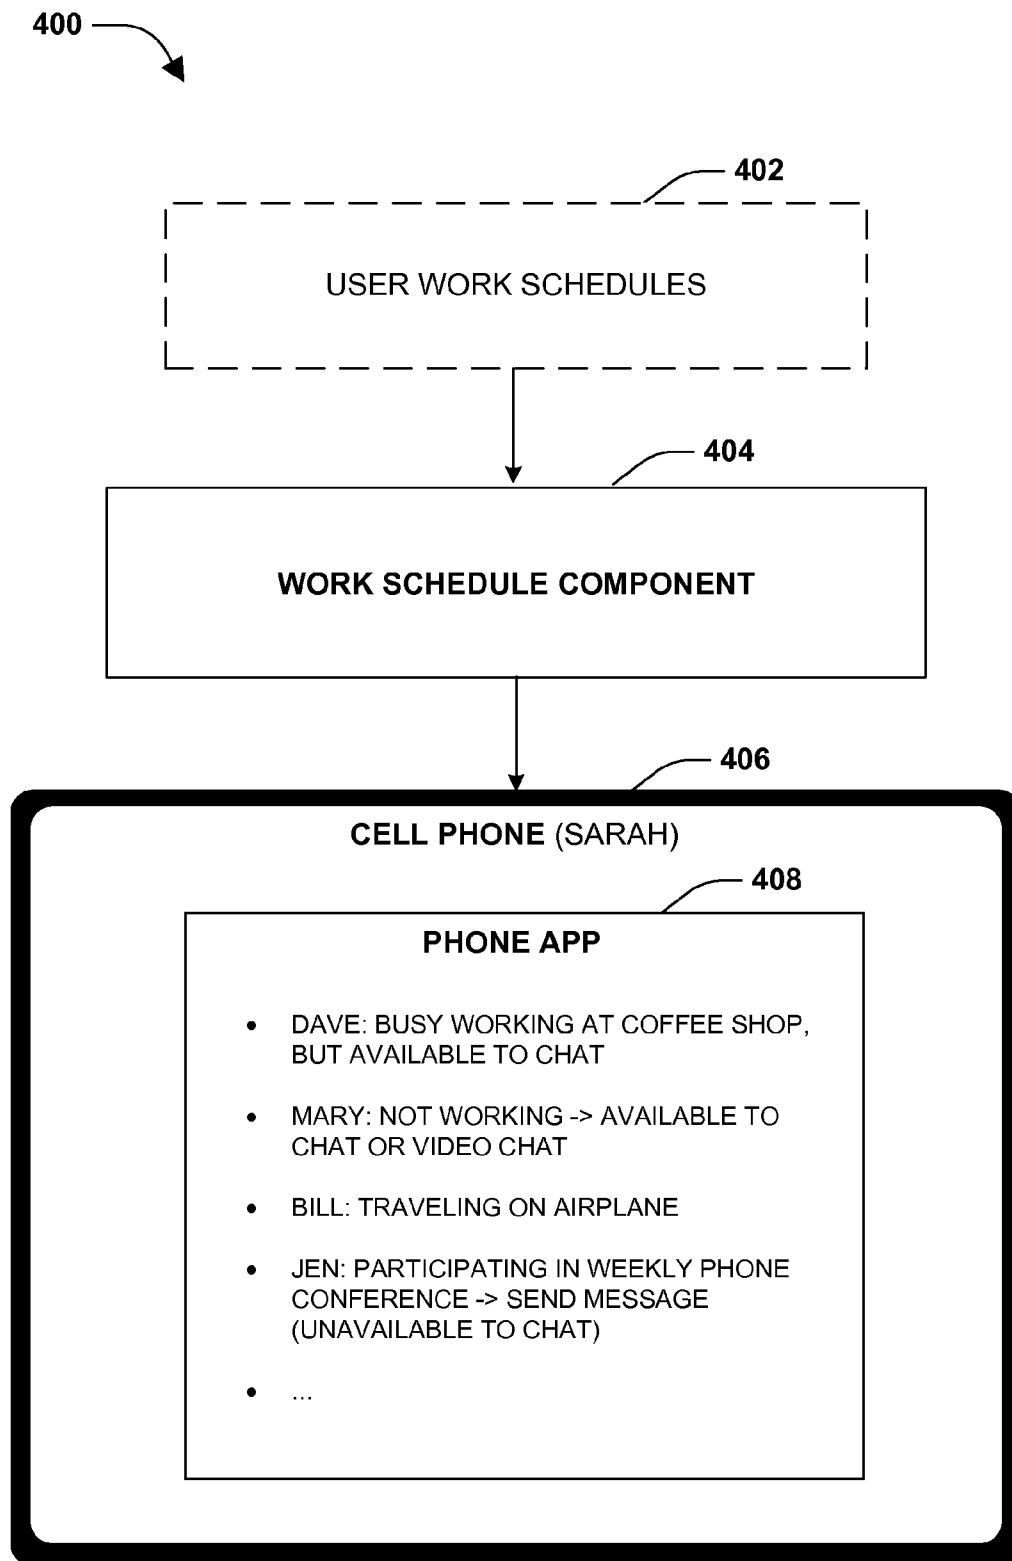 400
402
USER WORK SCHEDULES
404
WORK SCHEDULE COMPONENT
406
CELL PHONE (SARAH)
408
PHONE APP
• DAVE: BUSY WORKING AT COFFEE SHOP,
BUT AVAILABLE TO CHAT
• MARY: NOT WORKING -> AVAILABLE TO
CHAT OR VIDEO CHAT
• BILL: TRAVELING ON AIRPLANE
• JEN: PARTICIPATING IN WEEKLY PHONE
CONFERENCE -> SEND MESSAGE
(UNAVAILABLE TO CHAT)
• ...